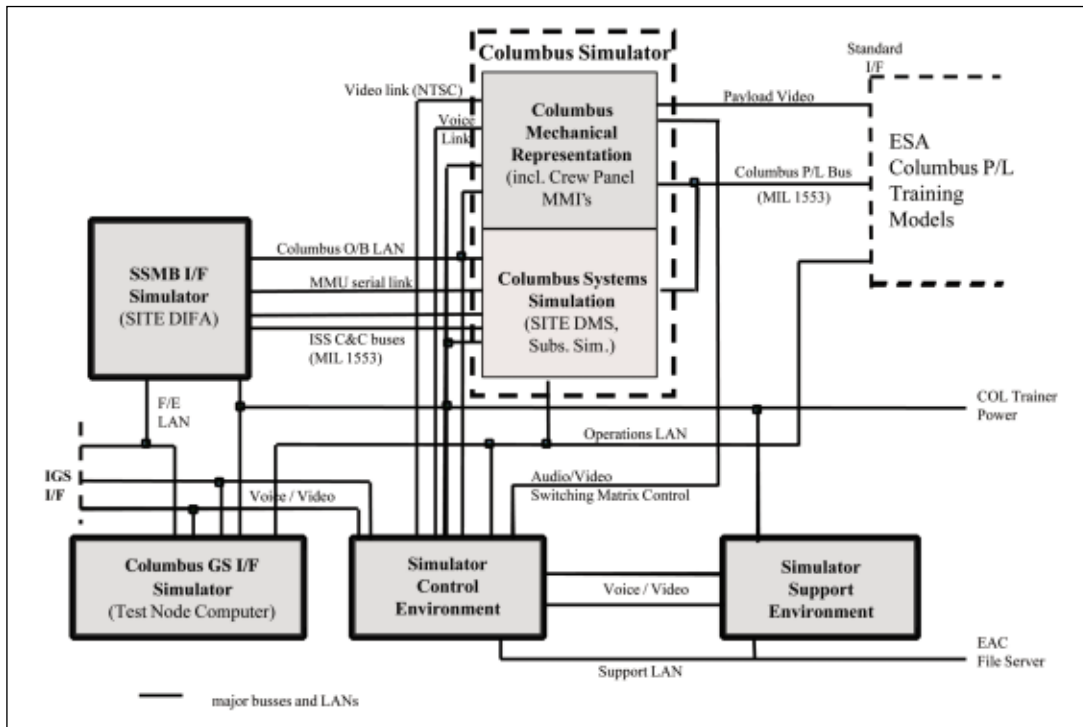 Columbus Simulator
Standard
I/F
Video link (NTSC)
Voice
Link
Columbus
Mechanical
Representation
(incl. Crew Panel
MMI's
Payload Video
ESA
Columbus P/L
Training
Models
Columbus P/L Bus
(MIL 1553)
SSMB I/F
Simulator
(SITE DIFA)
Columbus O/B LAN
MMU serial link
ISS C&C buses
(MIL 1553)
Columbus Systems
Simulation
(SITE DMS,
Subs. Sim.)
F/E
LAN
COL Trainer
Power
Operations LAN
IGS
I/F
Voice / Video
Audio/Video
Switching Matrix Control
Columbus GS I/F
Simulator
(Test Node Computer)
Simulator
Control
Environment
Voice / Video
Simulator
Support
Environment
Support LAN
EAC
File Server
major busses and LANs